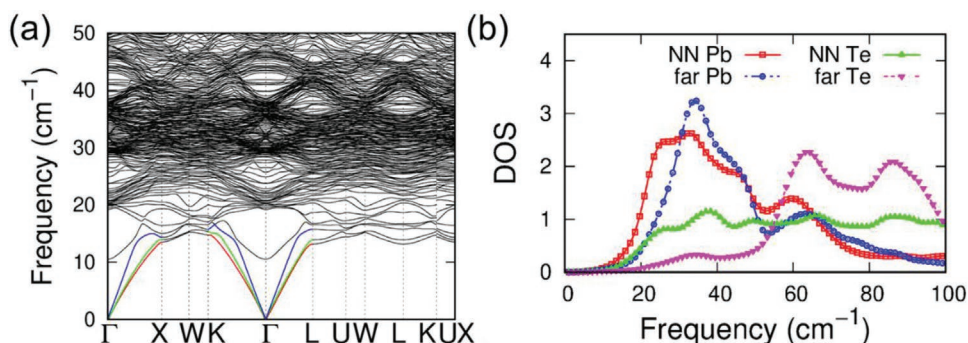 (a)
50
40
30
20
10
0
Frequency (cm⁻¹)
Γ X W K Γ L U W L K U X
(b)
NN Pb NN Te
far Pb far Te
4
3
2
1
0
DOS
0 20 40 60 80 100
Frequency (cm⁻¹)